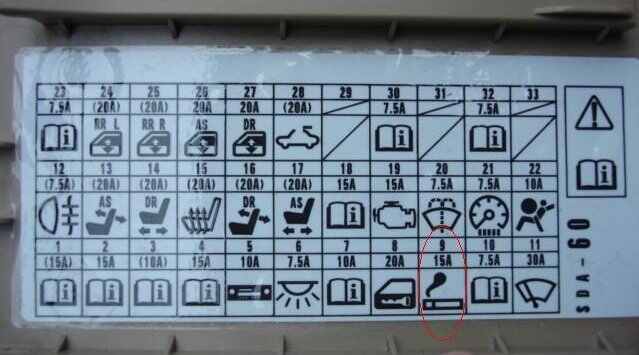 23 24 25 26 27 28 29 30 31 32 33
7.5A (20A) (20A) 20A 20A (20A) 7.5A 7.5A
RR L RR R AS DR
12 13 14 15 16 17 18 19 20 21 22
(7.5A) (20A) (20A) (20A) (20A) (20A) 15A 15A 7.5A 7.5A 10A
AS DR DR AS
1 2 3 4 5 6 7 8 9 10 11
(15A) 15A (10A) 15A 10A 7.5A 10A 20A 15A 7.5A 30A
SDA-60